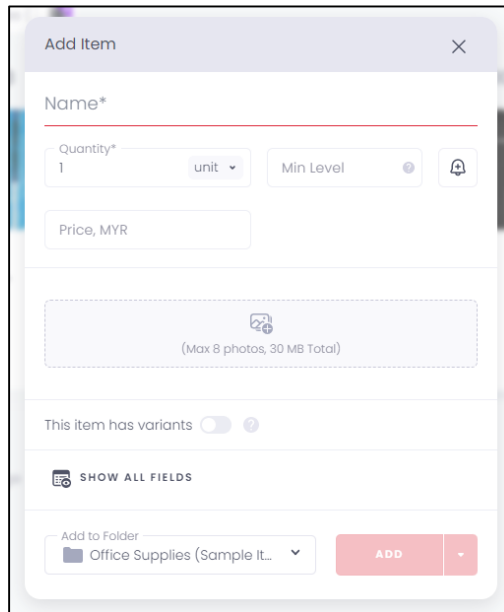 Add Item
Name*
Quantity*
1 unit Min Level
Price, MYR
(Max 8 photos, 30 MB Total)
This item has variants
SHOW ALL FIELDS
Add to Folder
Office Supplies (Sample It... ADD